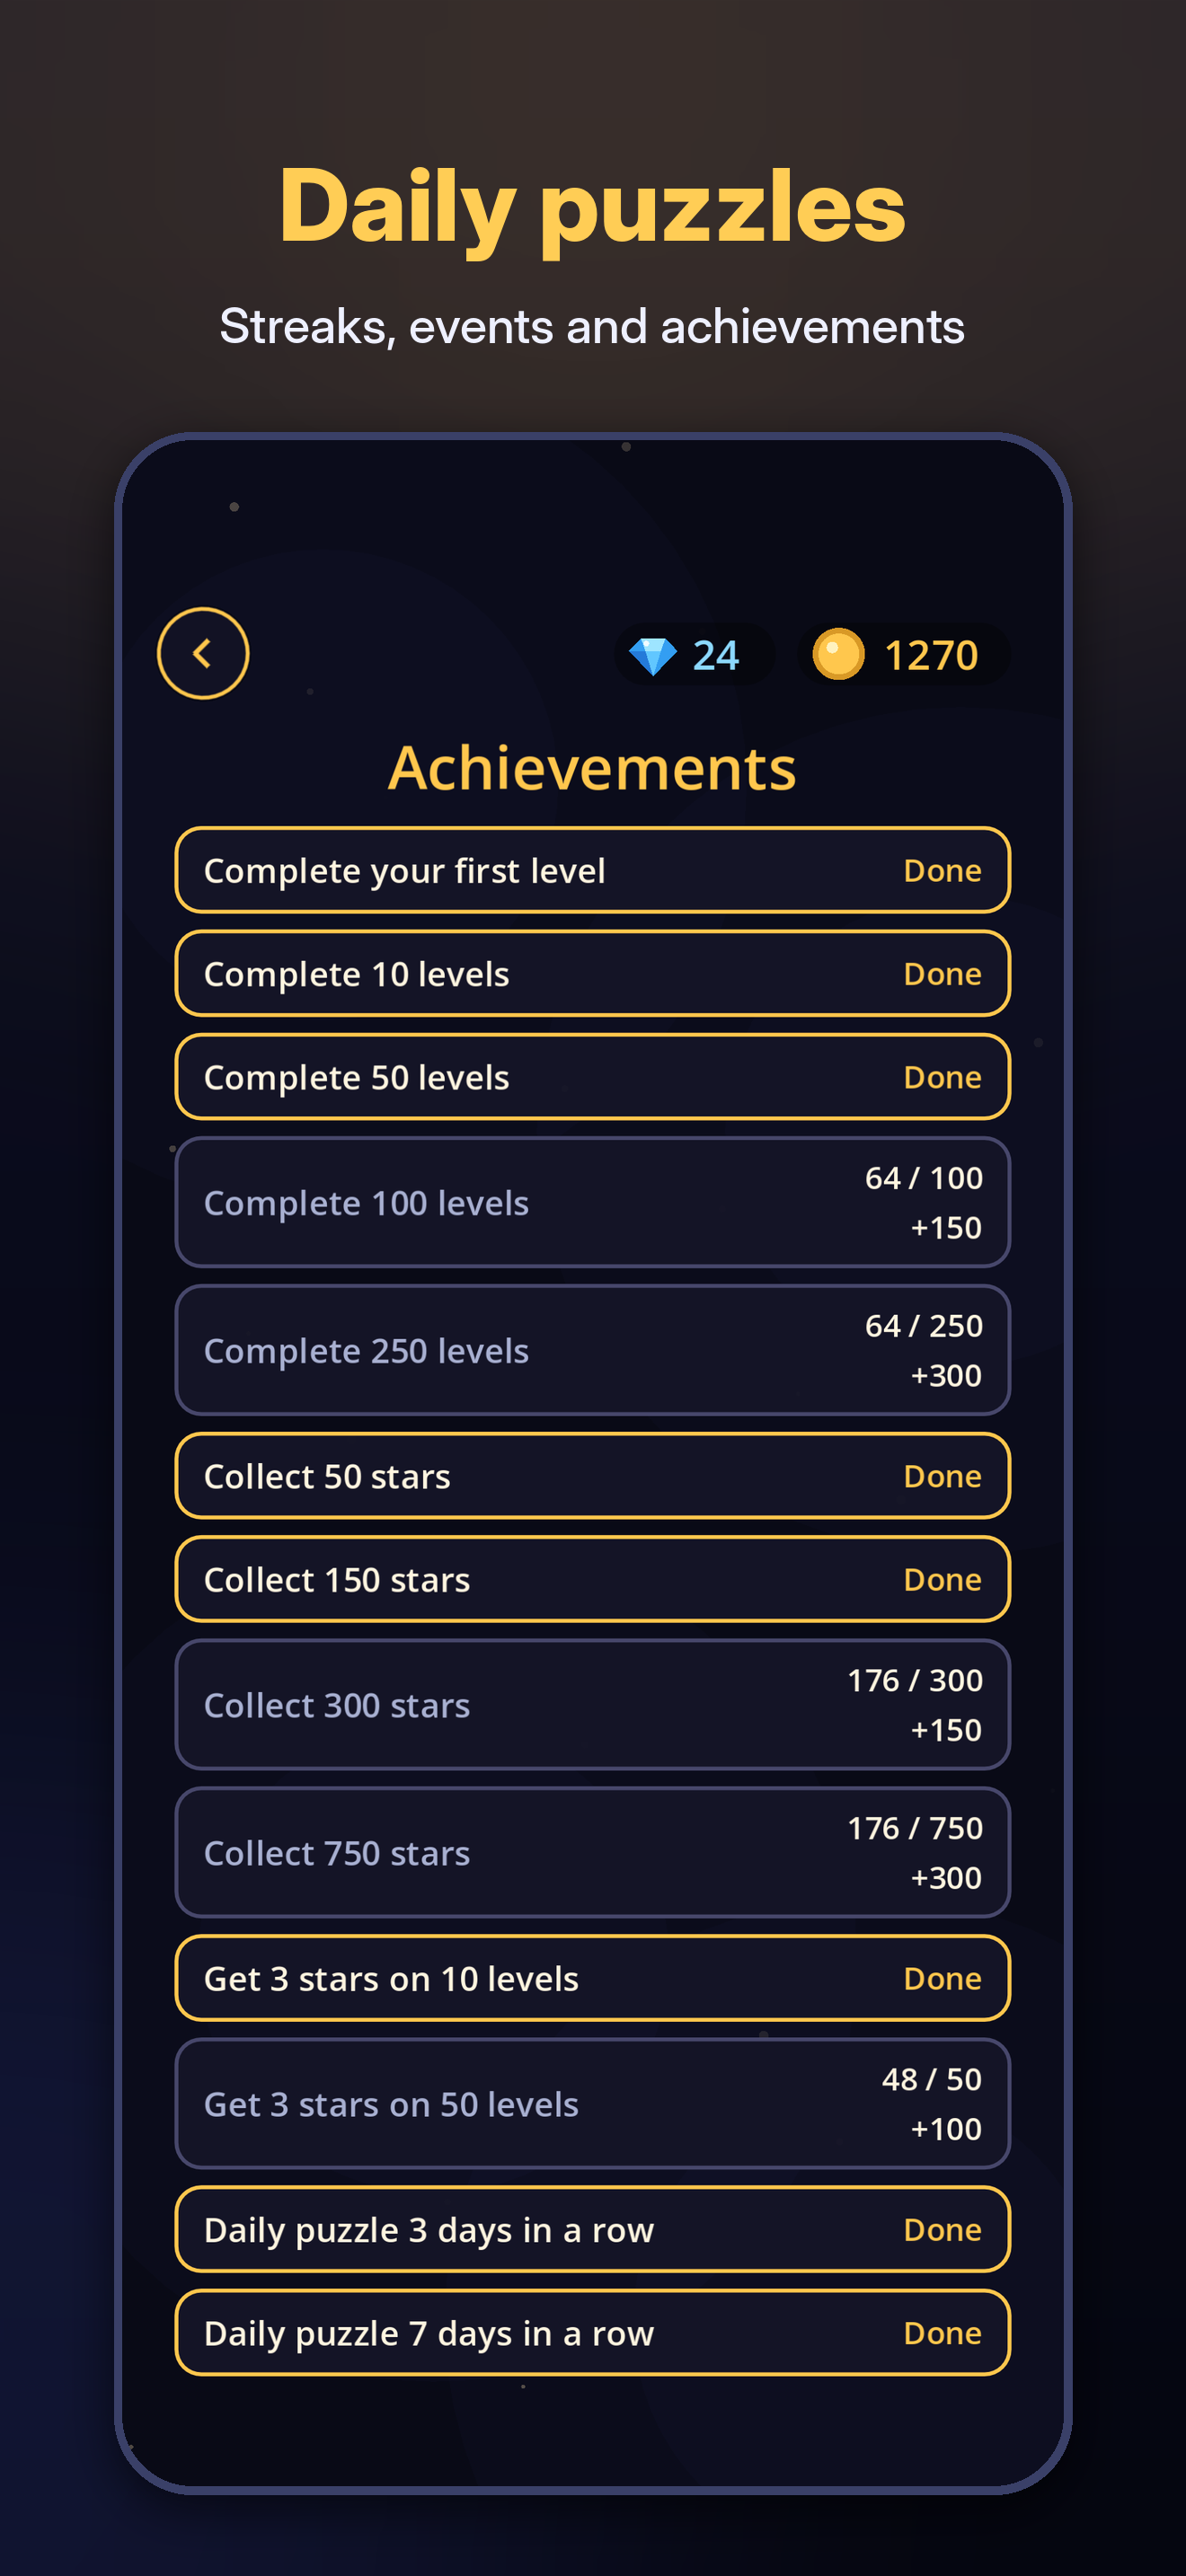 Daily puzzles
Streaks, events and achievements
24 1270
Achievements
Complete your first level Done
Complete 10 levels Done
Complete 50 levels Done
Complete 100 levels 64 / 100
+150
Complete 250 levels 64 / 250
+300
Collect 50 stars Done
Collect 150 stars Done
Collect 300 stars 176 / 300
+150
Collect 750 stars 176 / 750
+300
Get 3 stars on 10 levels Done
Get 3 stars on 50 levels 48 / 50
+100
Daily puzzle 3 days in a row Done
Daily puzzle 7 days in a row Done